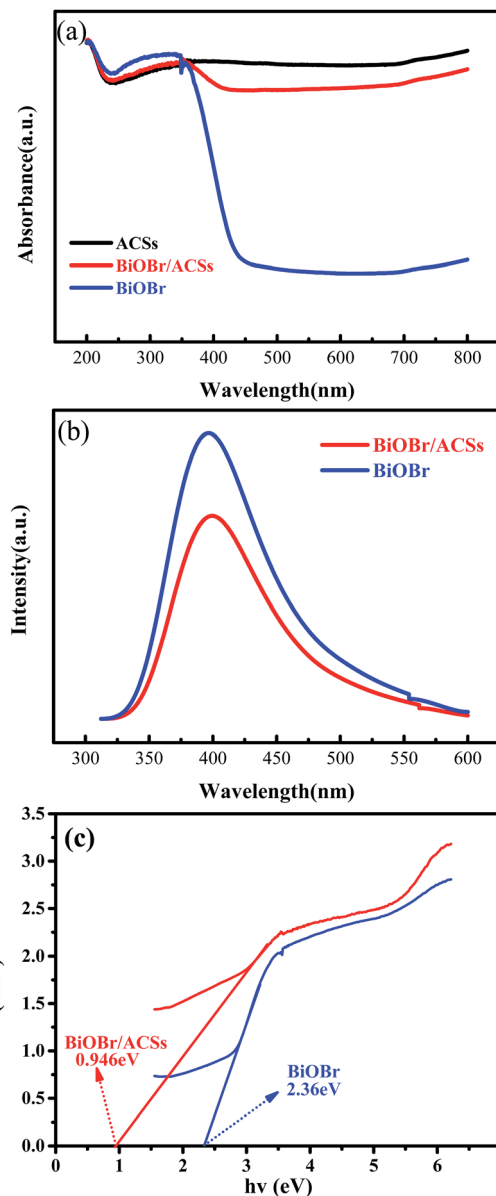 (a)
Absorbance(a.u.)
ACSs
BiOBr/ACSs
BiOBr
200 300 400 500 600 700 800
Wavelength(nm)
(b)
BiOBr/ACSs
BiOBr
Intensity(a.u.)
300 350 400 450 500 550 600
Wavelength(nm)
(c)
3.5
3.0
2.5
2.0
1.5
1.0
0.5
0.0
BiOBr/ACSs
0.946eV
BiOBr
2.36eV
0 1 2 3 4 5 6
hv (eV)